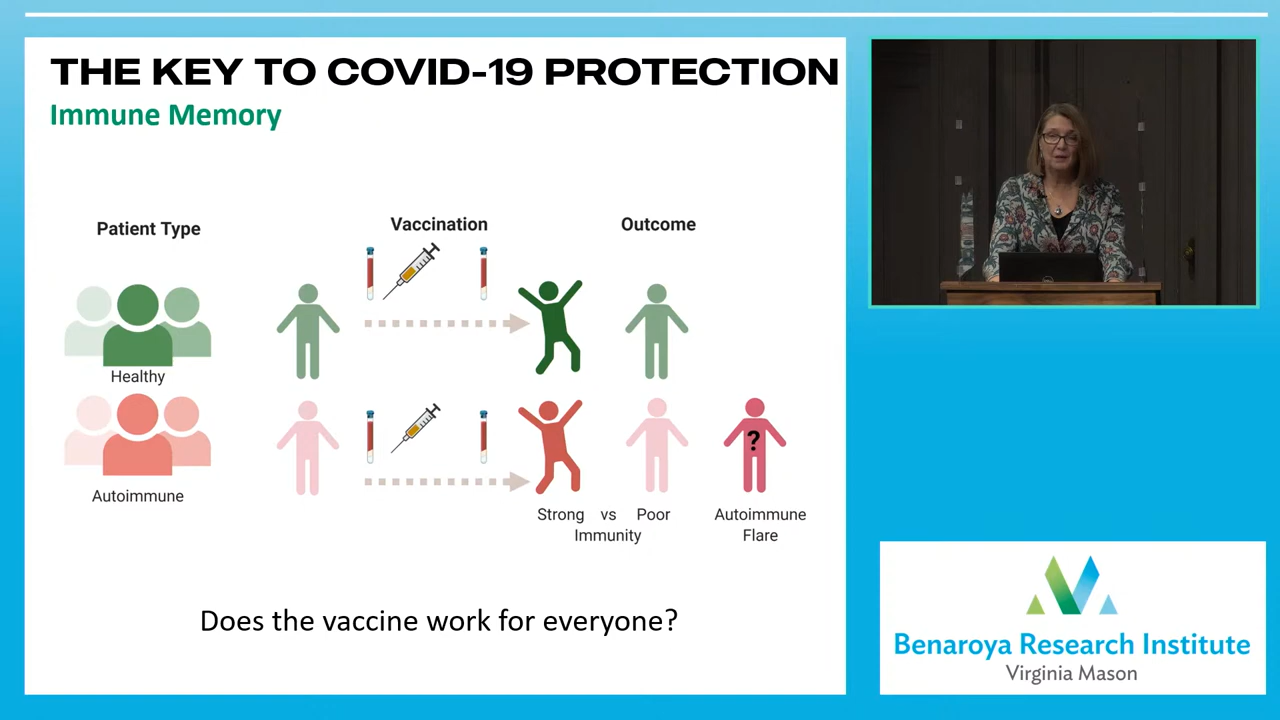 THE KEY TO COVID-19 PROTECTION
Immune Memory
Patient Type
Vaccination
Outcome
Healthy
Autoimmune
?
Strong vs Poor
Immunity
Autoimmune
Flare
Does the vaccine work for everyone?
Benaroya Research Institute
Virginia Mason